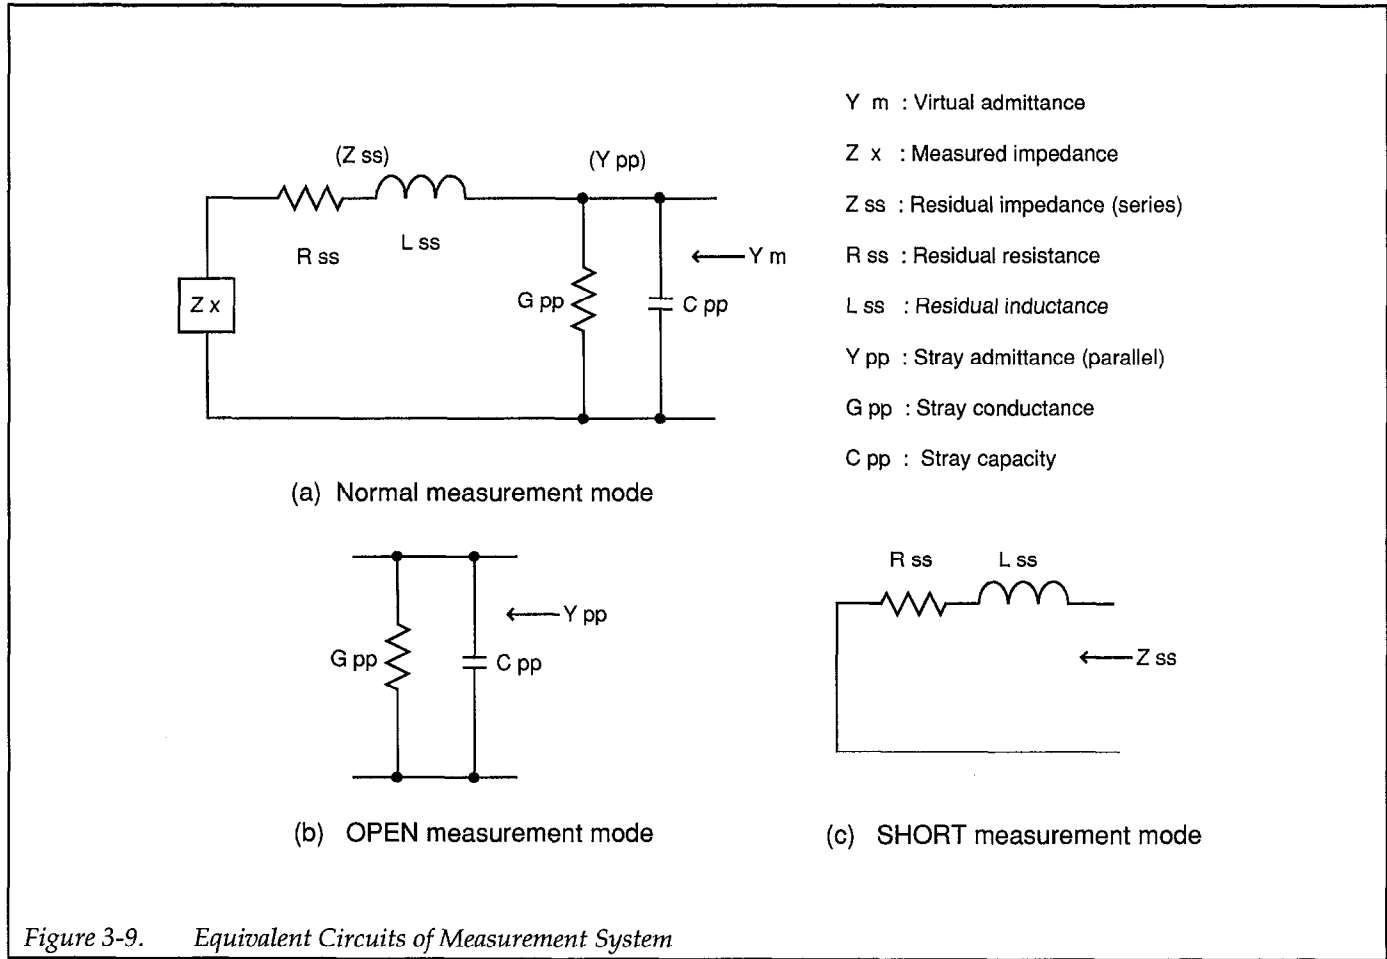 Y m : Virtual admittance
Z x : Measured impedance
Z ss : Residual impedance (series)
R ss : Residual resistance
L ss : Residual inductance
Y pp : Stray admittance (parallel)
G pp : Stray conductance
C pp : Stray capacity
(Z ss)
(Y pp)
R ss
L ss
Y m
Z x
G pp
C pp
(a) Normal measurement mode
G pp
C pp
Y pp
(b) OPEN measurement mode
R ss
L ss
Z ss
(c) SHORT measurement mode
Figure 3-9. Equivalent Circuits of Measurement System